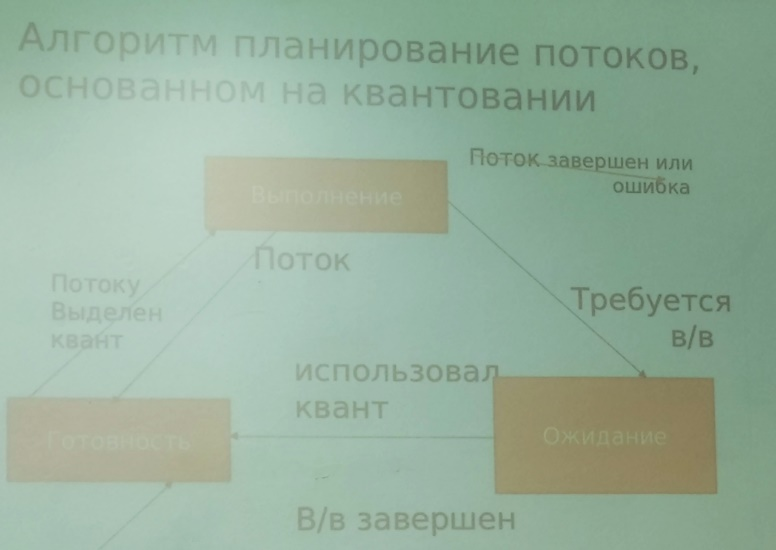 Алгоритм планирование потоков,
основанном на квантовании
Поток завершен или
ошибка
Выполнение
Поток
Потоку
Выделен
квант
Требуется
в/в
использовал
квант
Готовность
Ожидание
В/в завершен